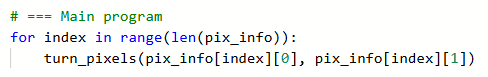 # === Main program
for index in range(len(pix_info)):
    turn_pixels(pix_info[index][0], pix_info[index][1])